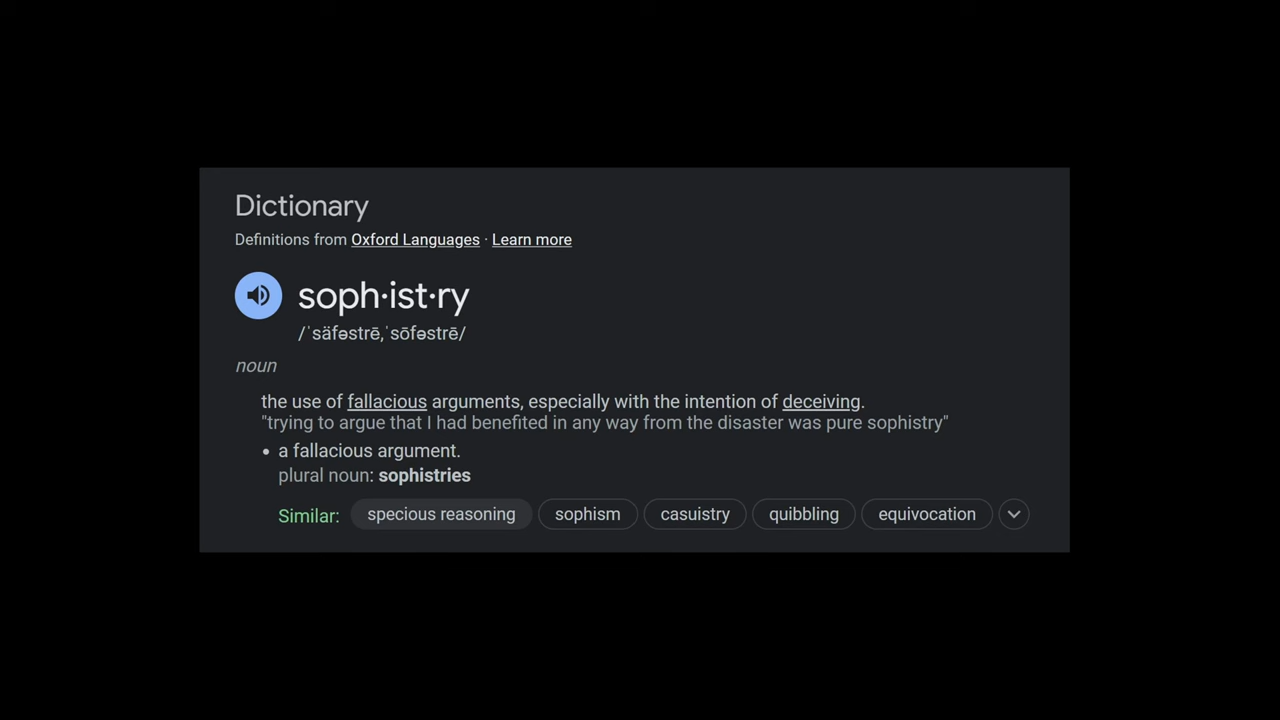 Dictionary
Definitions from Oxford Languages · Learn more
soph·ist·ry
/ˈsäfəstrē,ˈsōfəstrē/
noun
the use of fallacious arguments, especially with the intention of deceiving.
"trying to argue that I had benefited in any way from the disaster was pure sophistry"
• a fallacious argument.
plural noun: sophistries
Similar: specious reasoning sophism casuistry quibbling equivocation